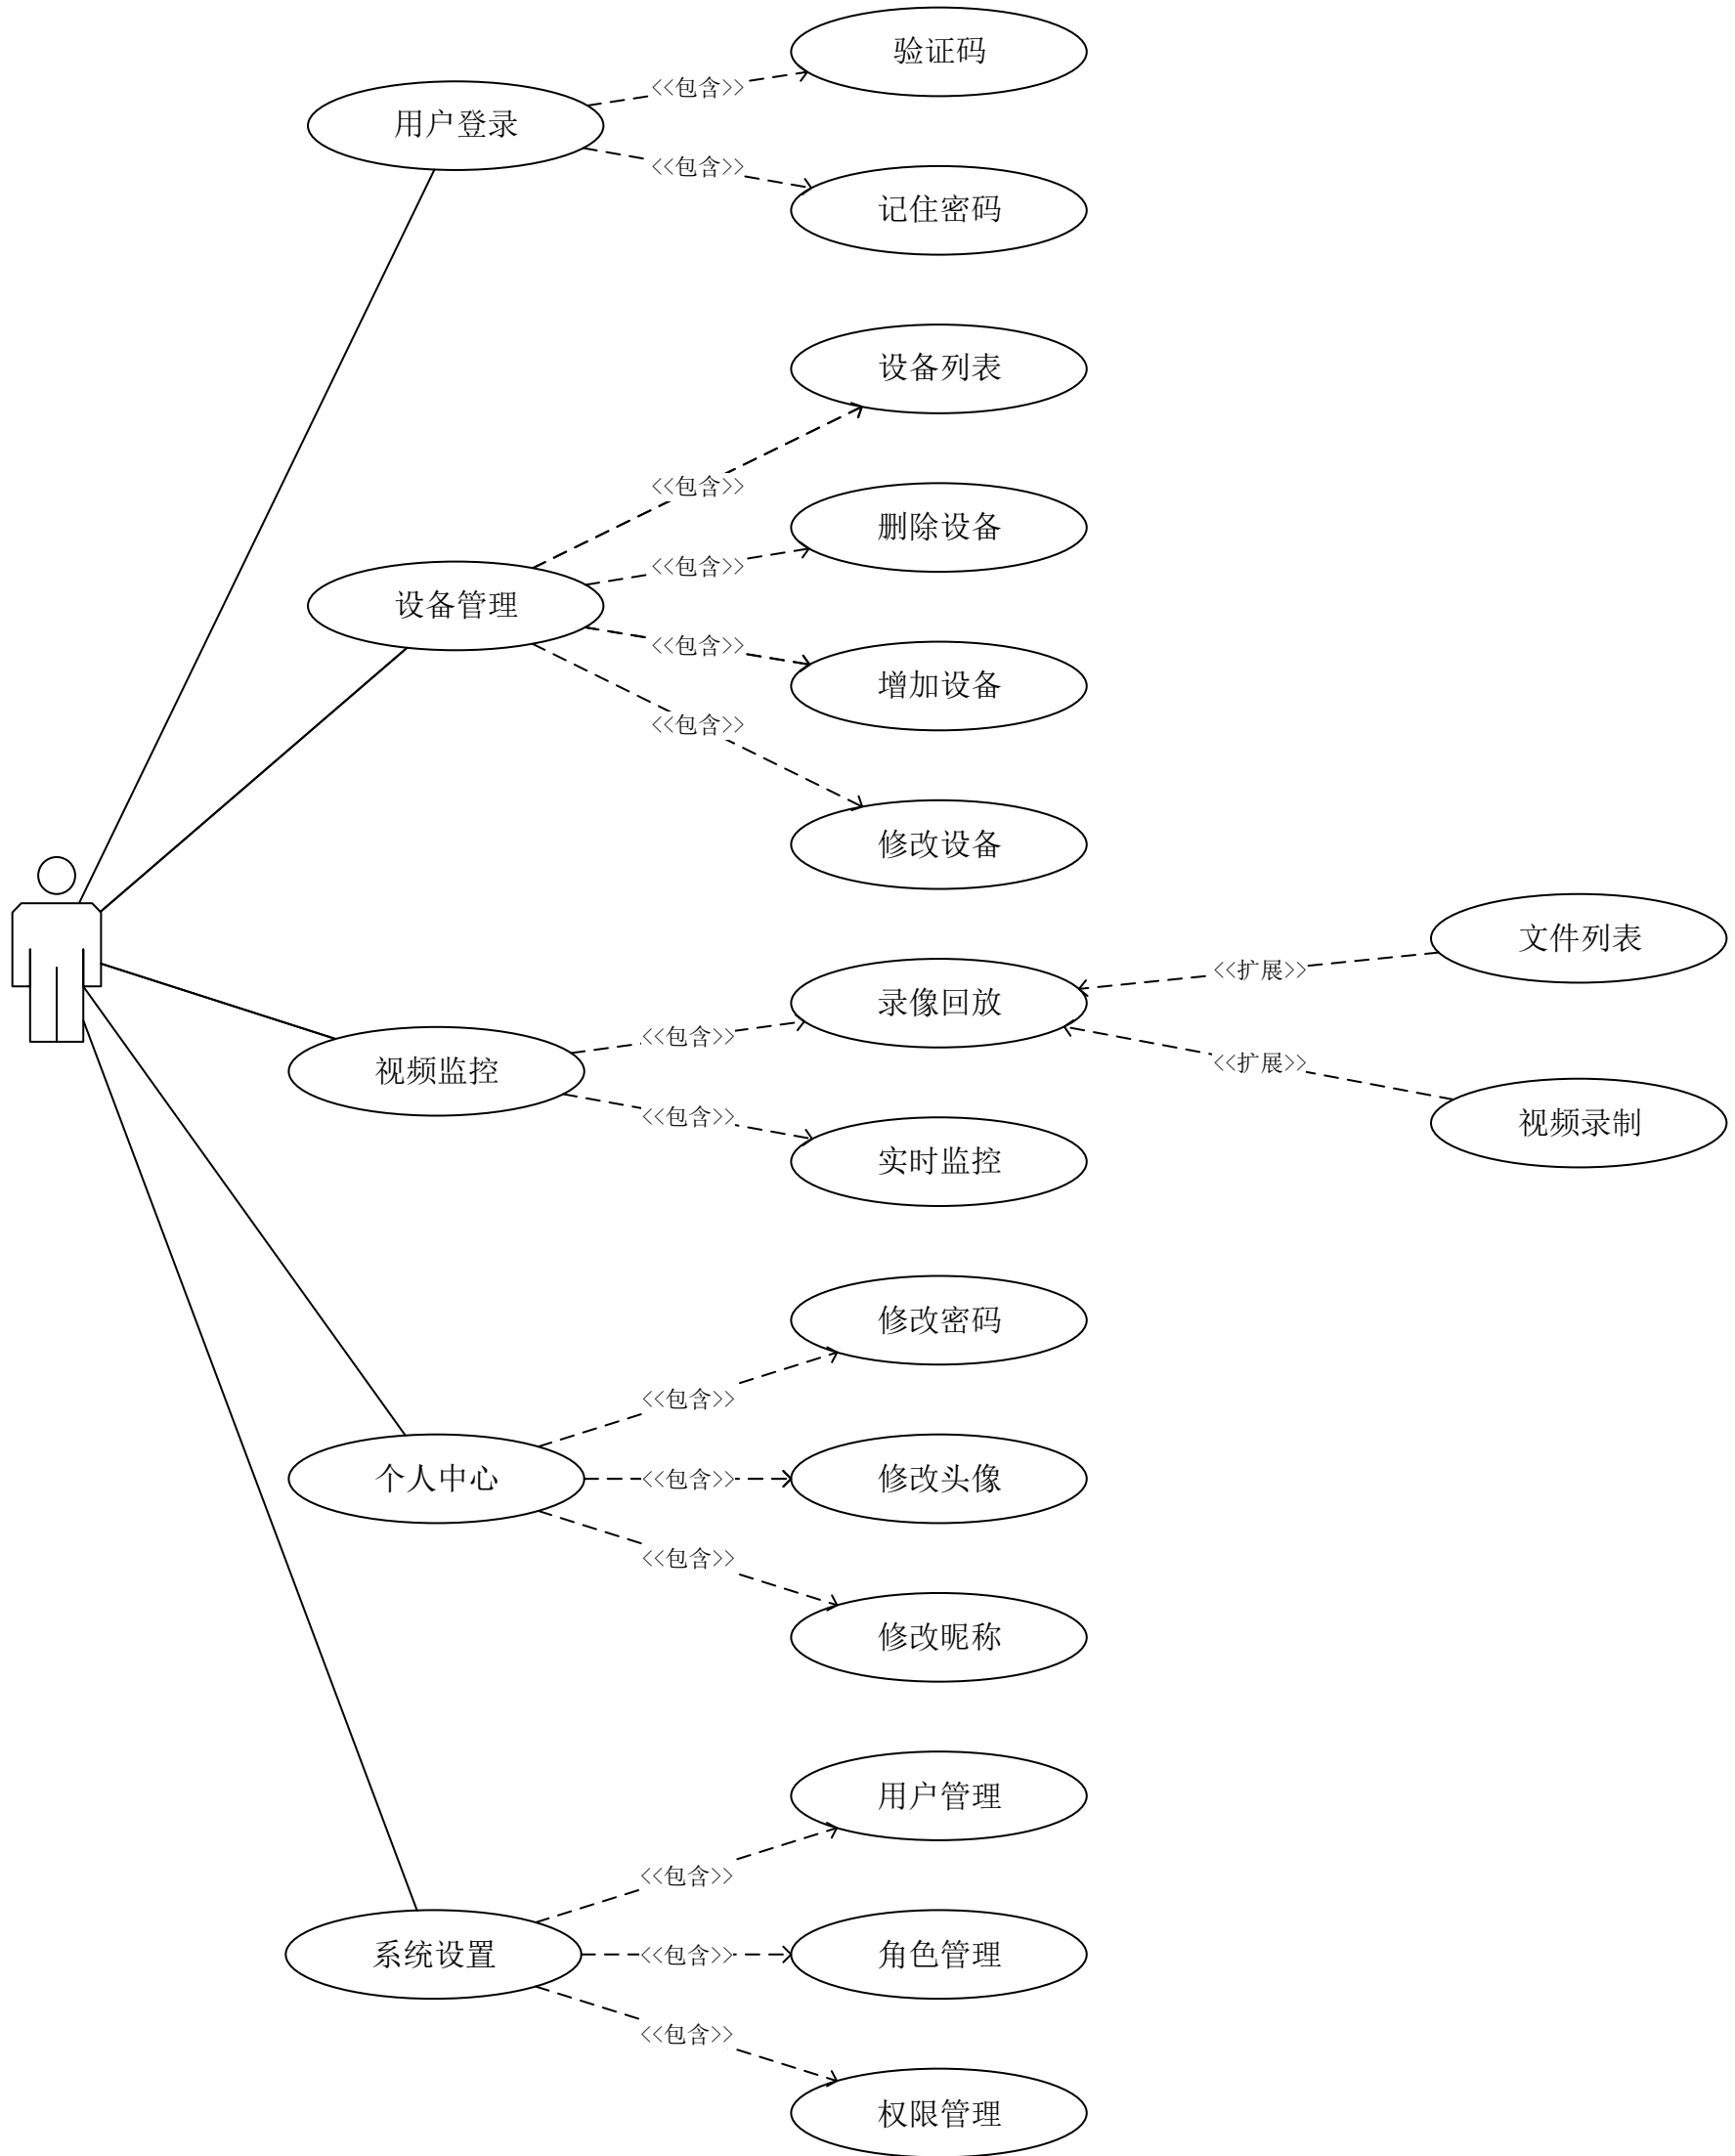 验证码
<<包含>>
用户登录
<<包含>>
记住密码
设备列表
<<包含>>
删除设备
<<包含>>
设备管理
<<包含>>
增加设备
<<包含>>
修改设备
文件列表
<<扩展>>
录像回放
<<包含>>
<<扩展>>
视频监控
<<包含>>
视频录制
实时监控
修改密码
<<包含>>
个人中心
<<包含>>
修改头像
<<包含>>
修改昵称
用户管理
<<包含>>
系统设置
<<包含>>
角色管理
<<包含>>
权限管理